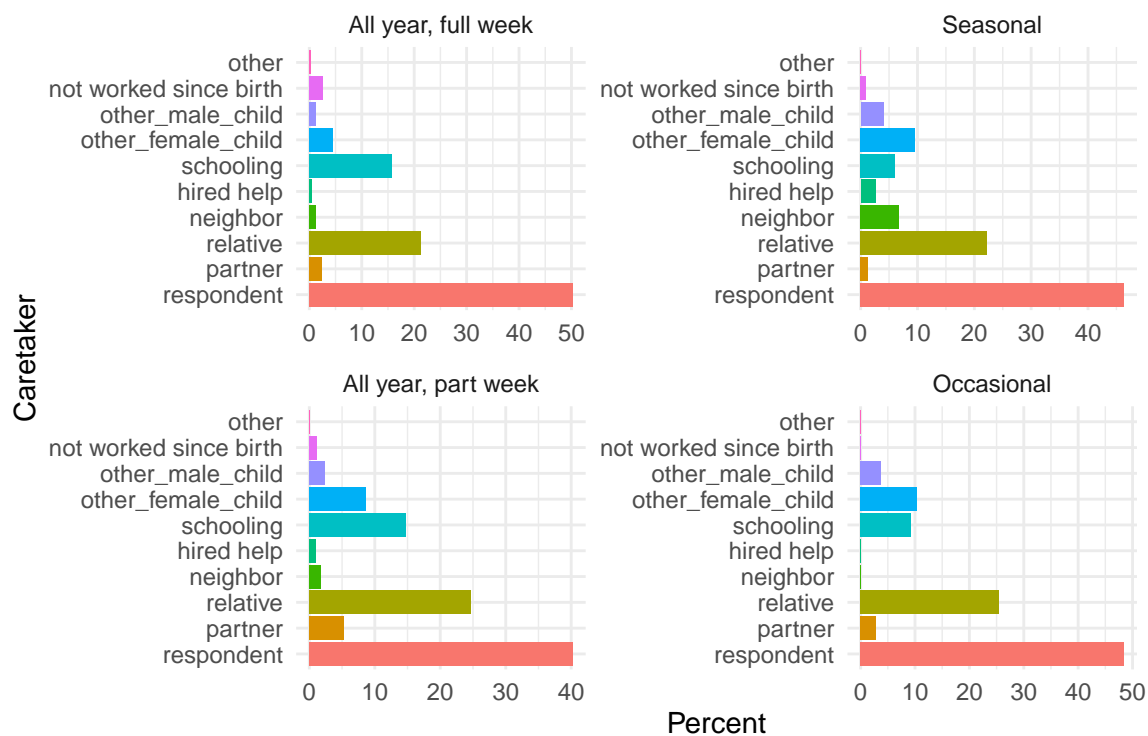 All year, full week
other
not worked since birth
other_male_child
other_female_child
schooling
hired help
neighbor
relative
partner
respondent
0 10 20 30 40 50
Seasonal
other
not worked since birth
other_male_child
other_female_child
schooling
hired help
neighbor
relative
partner
respondent
0 10 20 30 40
All year, part week
other
not worked since birth
other_male_child
other_female_child
schooling
hired help
neighbor
relative
partner
respondent
0 10 20 30 40
Occasional
other
not worked since birth
other_male_child
other_female_child
schooling
hired help
neighbor
relative
partner
respondent
0 10 20 30 40 50
Caretaker
Percent